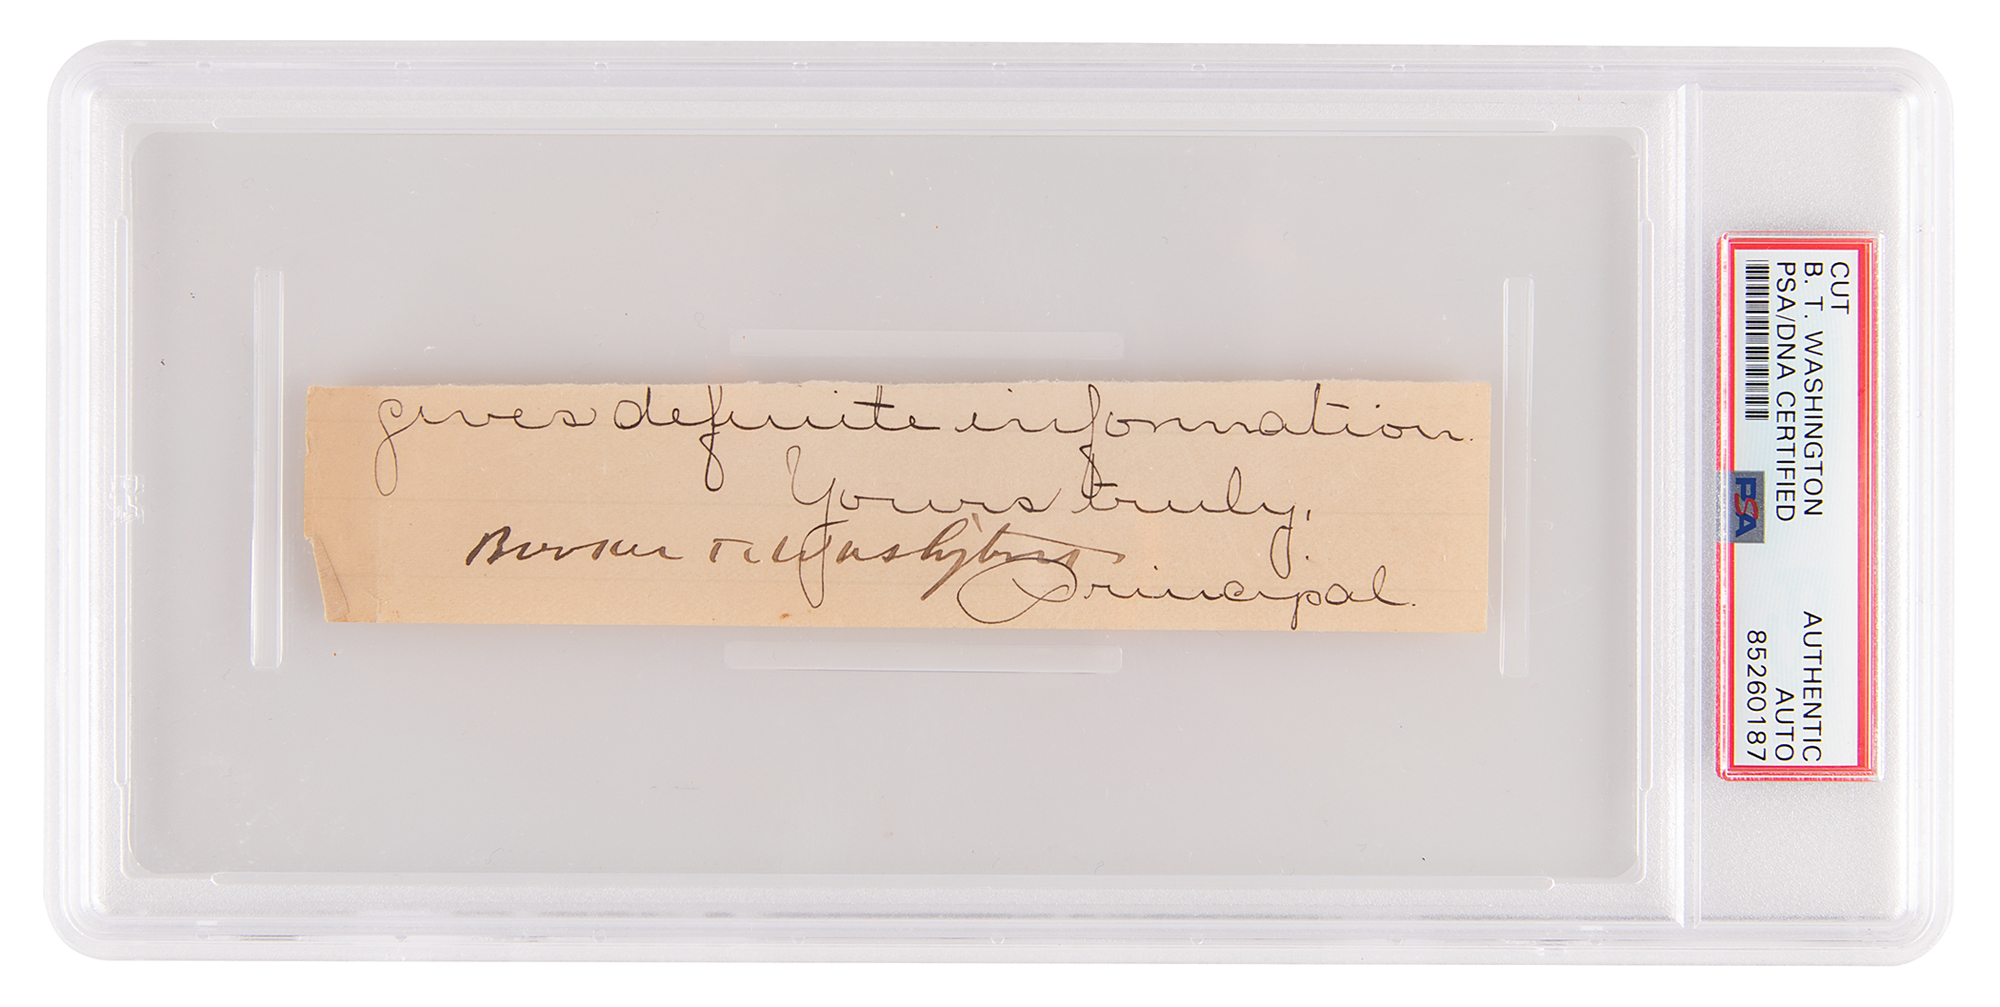 gives definite information.
Yours truly,
Booker T. Washington
Principal.
CUT
B. T. WASHINGTON
PSA/DNA CERTIFIED
AUTHENTIC
AUTO
85260187
PSA